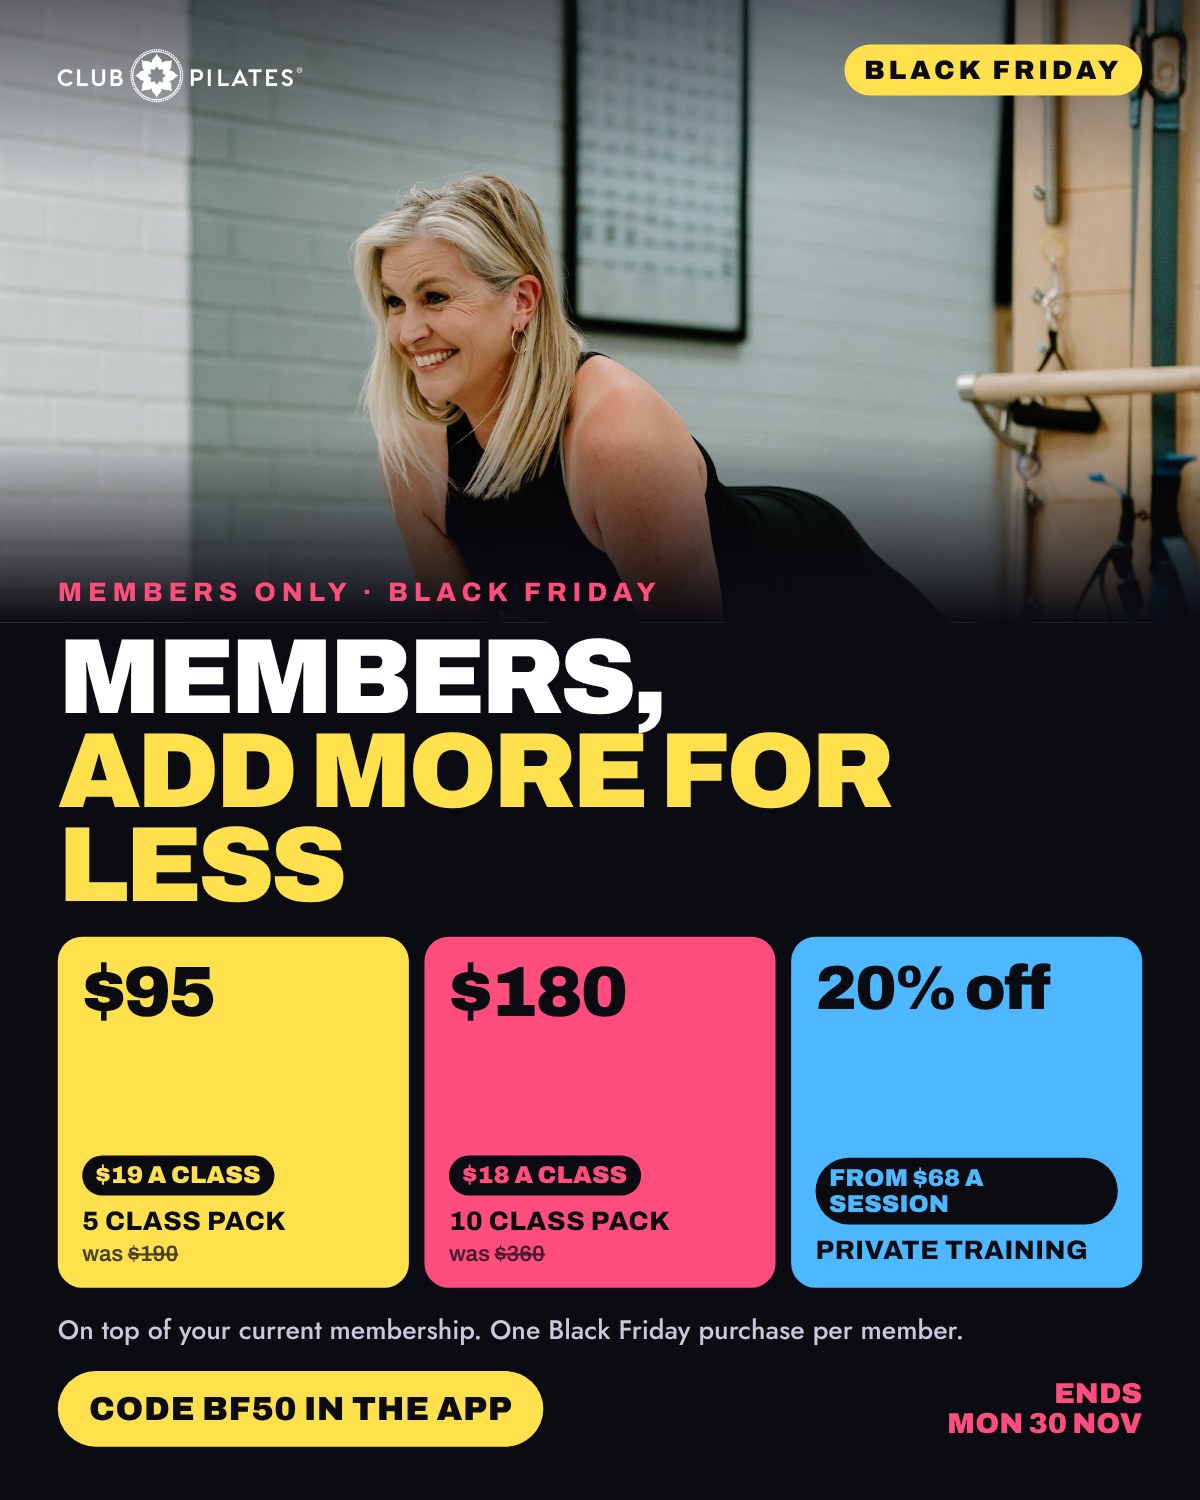 CLUB PILATES®
BLACK FRIDAY
MEMBERS ONLY · BLACK FRIDAY
MEMBERS,
ADD MORE FOR
LESS
$95
$19 A CLASS
5 CLASS PACK
was $190
$180
$18 A CLASS
10 CLASS PACK
was $360
20% off
FROM $68 A
SESSION
PRIVATE TRAINING
On top of your current membership. One Black Friday purchase per member.
CODE BF50 IN THE APP
ENDS
MON 30 NOV